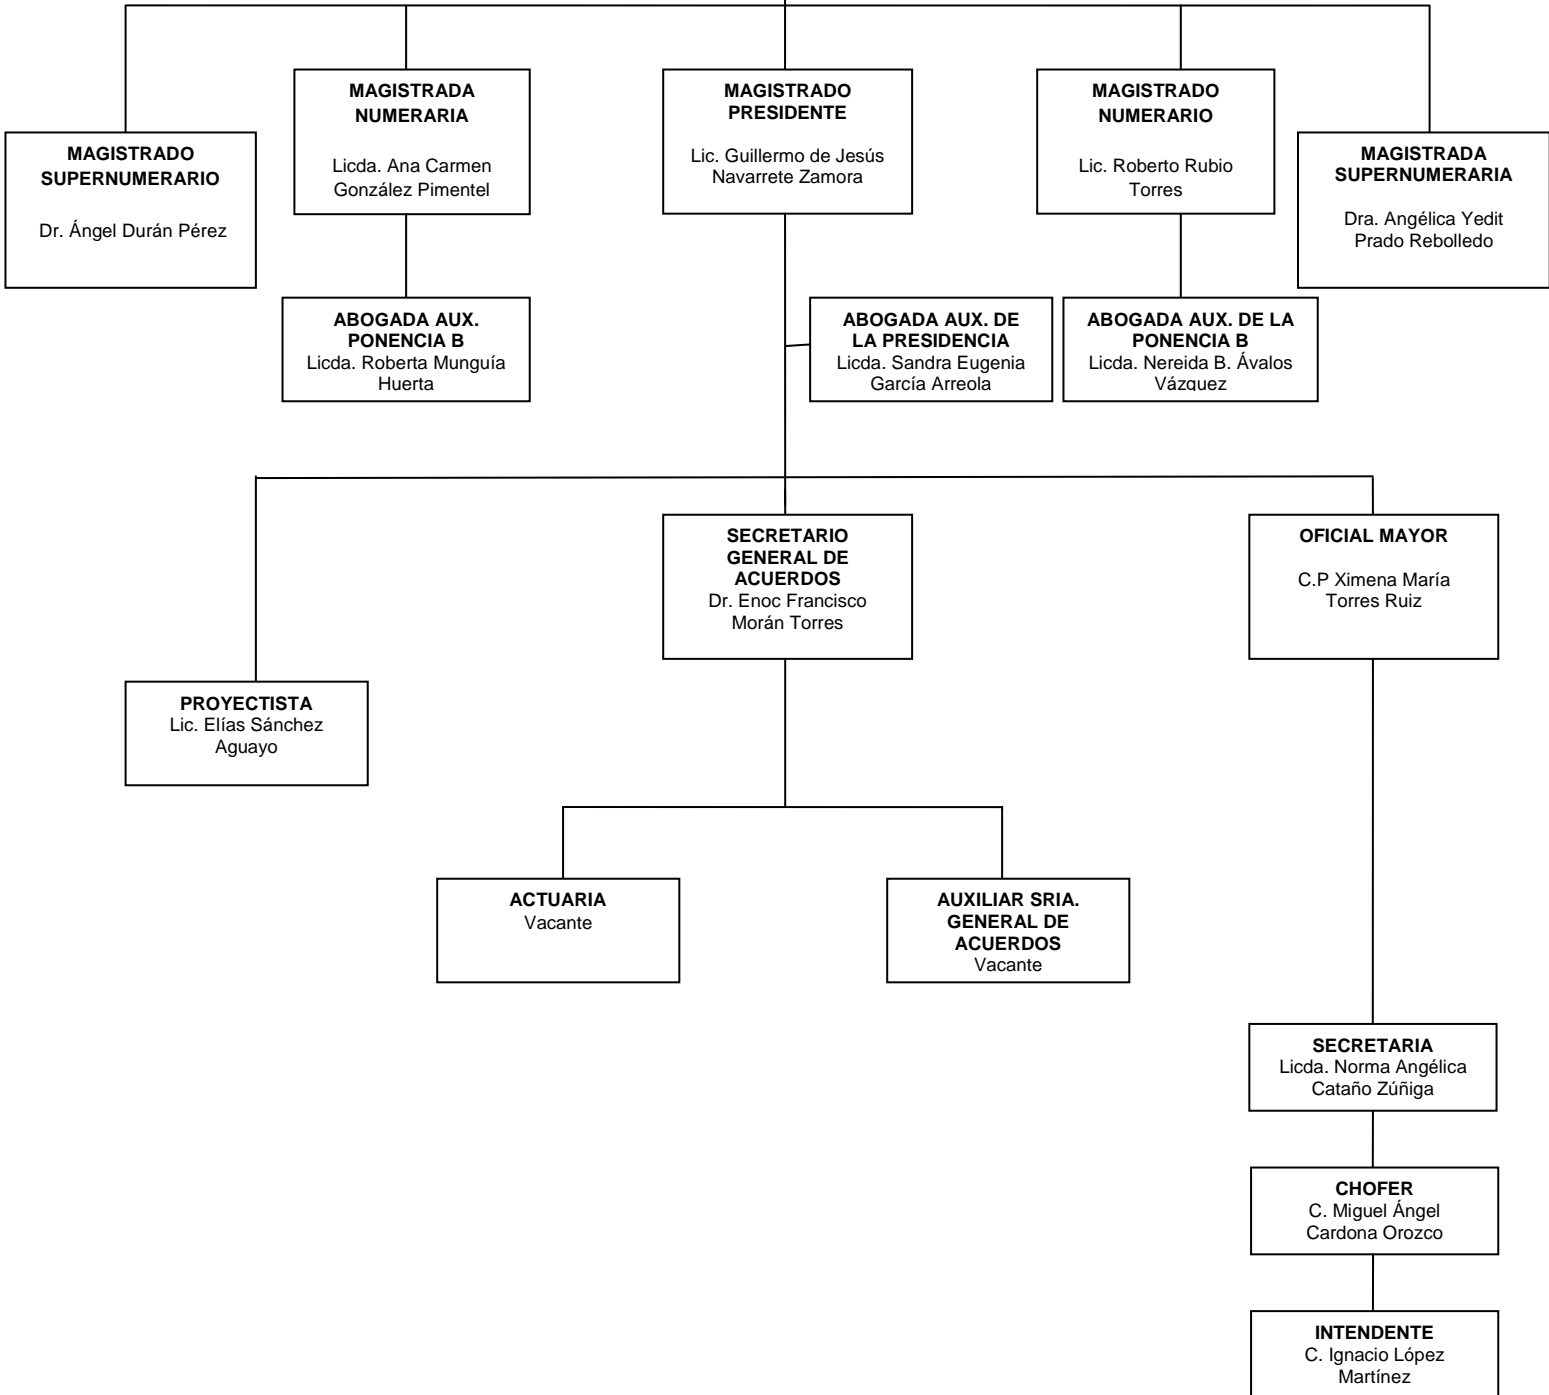 MAGISTRADO
SUPERNUMERARIO
Dr. Ángel Durán Pérez
MAGISTRADA
NUMERARIA
Licda. Ana Carmen
González Pimentel
MAGISTRADO
PRESIDENTE
Lic. Guillermo de Jesús
Navarrete Zamora
MAGISTRADO
NUMERARIO
Lic. Roberto Rubio
Torres
MAGISTRADA
SUPERNUMERARIA
Dra. Angélica Yedit
Prado Rebolledo
ABOGADA AUX.
PONENCIA B
Licda. Roberta Munguía
Huerta
ABOGADA AUX. DE
LA PRESIDENCIA
Licda. Sandra Eugenia
García Arreola
ABOGADA AUX. DE LA
PONENCIA B
Licda. Nereida B. Ávalos
Vázquez
SECRETARIO
GENERAL DE
ACUERDOS
Dr. Enoc Francisco
Morán Torres
OFICIAL MAYOR
C.P Ximena María
Torres Ruiz
PROYECTISTA
Lic. Elías Sánchez
Aguayo
ACTUARIA
Vacante
AUXILIAR SRIA.
GENERAL DE
ACUERDOS
Vacante
SECRETARIA
Licda. Norma Angélica
Cataño Zúñiga
CHOFER
C. Miguel Ángel
Cardona Orozco
INTENDENTE
C. Ignacio López
Martínez